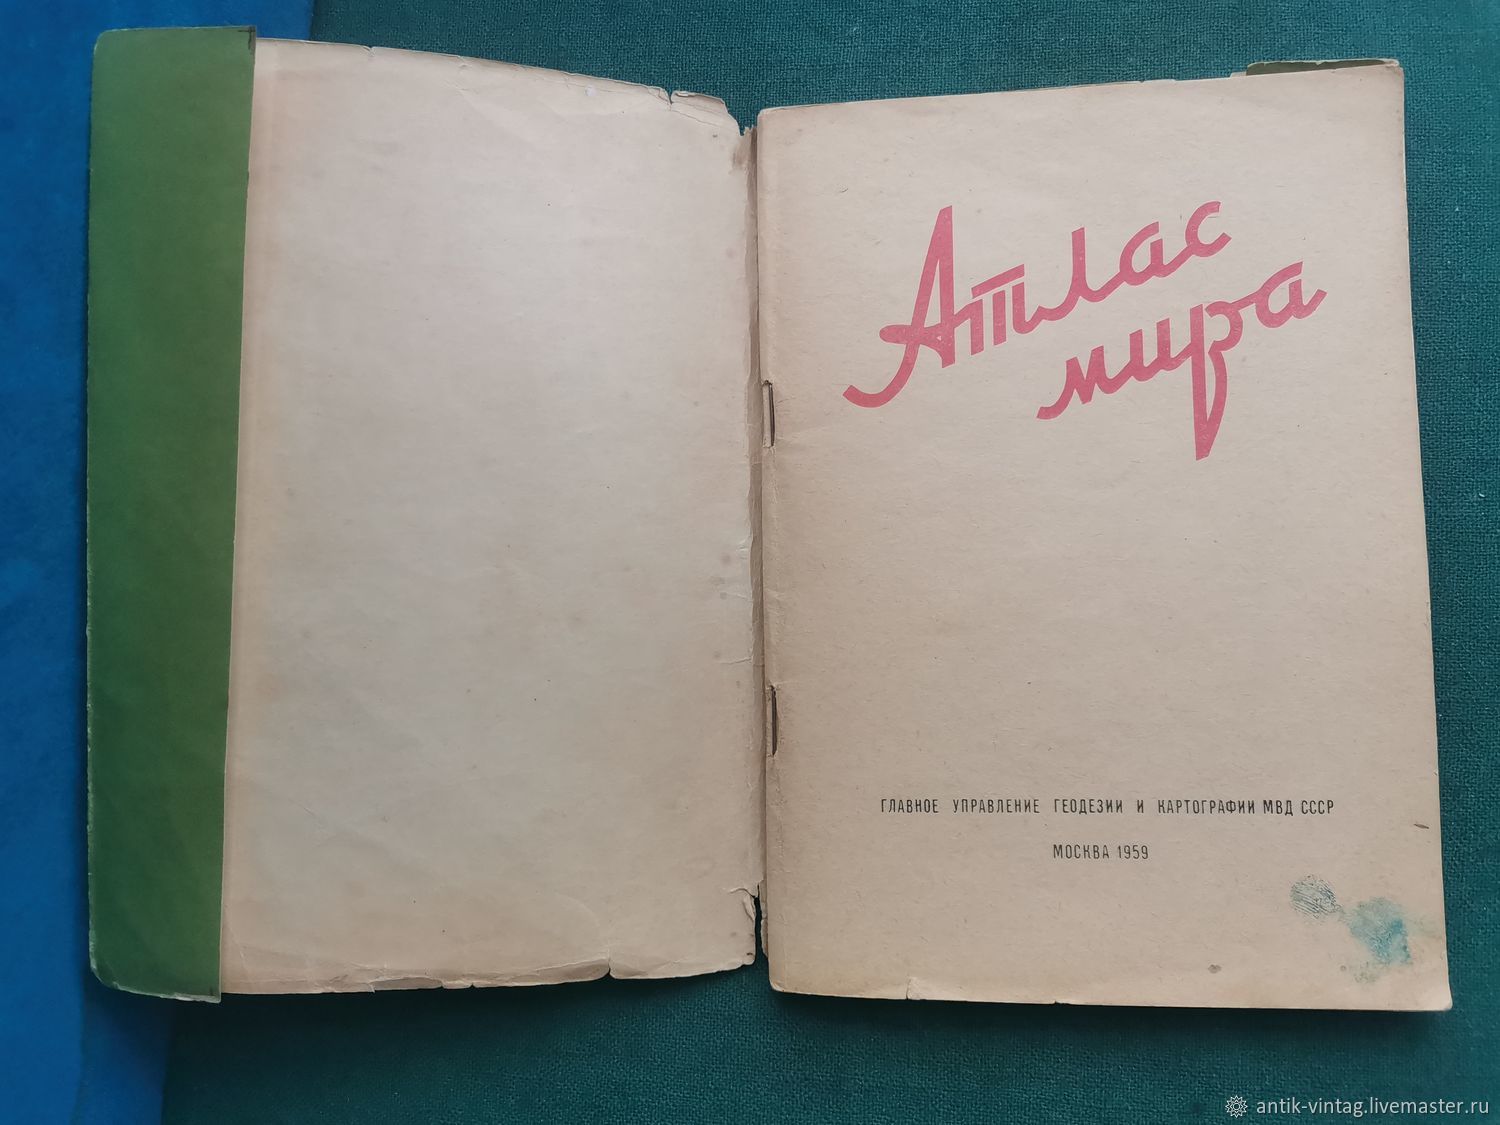 Атлас
мира
ГЛАВНОЕ УПРАВЛЕНИЕ ГЕОДЕЗИИ И КАРТОГРАФИИ МВД СССР
МОСКВА 1959
antik-vintag.livemaster.ru